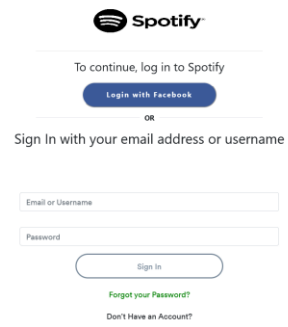 Spotify
To continue, log in to Spotify
Login with Facebook
OR
Sign In with your email address or username
Email or Username
Password
Sign In
Forgot your Password?
Don't Have an Account?